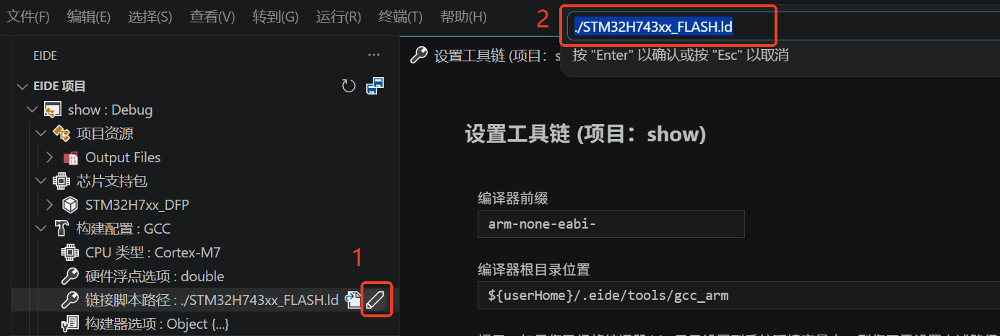 文件(F) 编辑(E) 选择(S) 查看(V) 转到(G) 运行(R) 终端(T) 帮助(H)
2
./STM32H743xx_FLASH.ld
按 "Enter" 以确认或按 "Esc" 以取消
EIDE
EIDE 项目
show : Debug
项目资源
Output Files
芯片支持包
STM32H7xx_DFP
构建配置 : GCC
CPU 类型 : Cortex-M7
硬件浮点选项 : double
链接脚本路径 : ./STM32H743xx_FLASH.ld
1
构建器选项 : Object {...}
设置工具链 (项目：s
设置工具链 (项目：show)
编译器前缀
arm-none-eabi-
编译器根目录位置
${userHome}/.eide/tools/gcc_arm